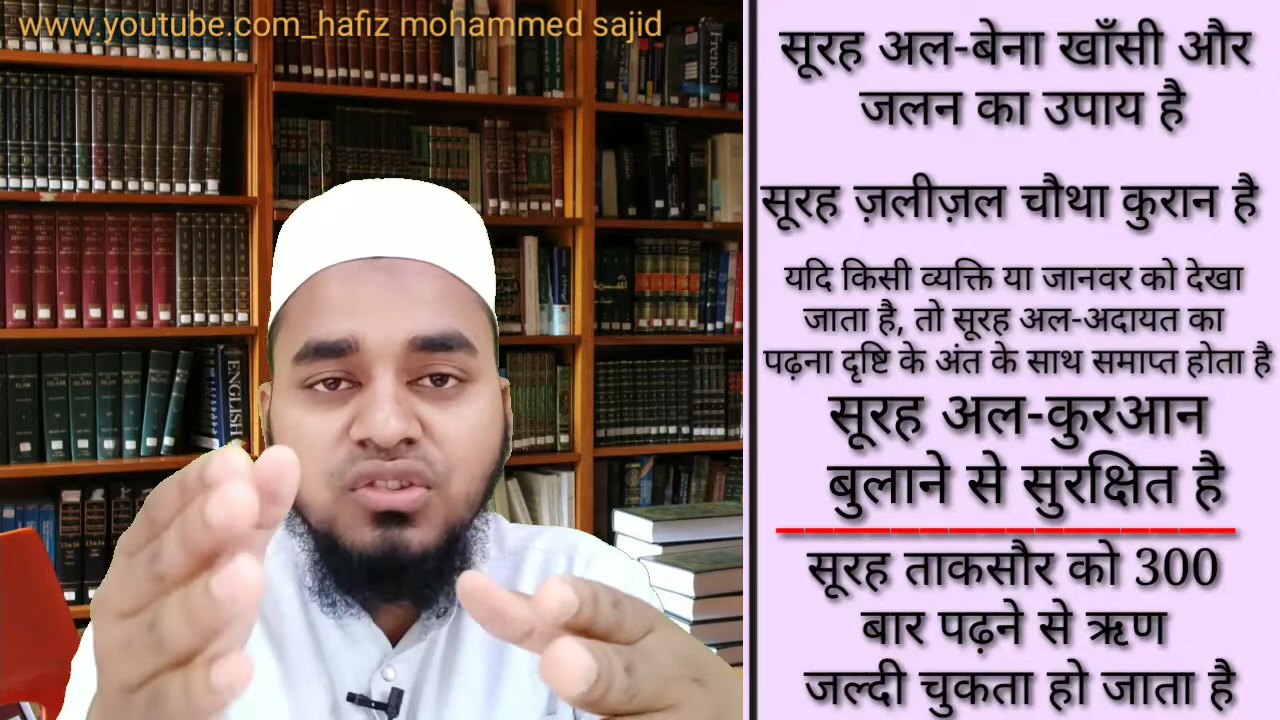 www.youtube.com_hafiz mohammed sajid
सूरह अल-बेना खाँसी और
जलन का उपाय है
सूरह ज़लीज़ल चौथा कुरान है
यदि किसी व्यक्ति या जानवर को देखा
जाता है, तो सूरह अल-अदायत का
पढ़ना दृष्टि के अंत के साथ समाप्त होता है
सूरह अल-कुरआन
बुलाने से सुरक्षित है
सूरह ताकसौर को 300
बार पढ़ने से ऋण
जल्दी चुकता हो जाता है
ENGLISH